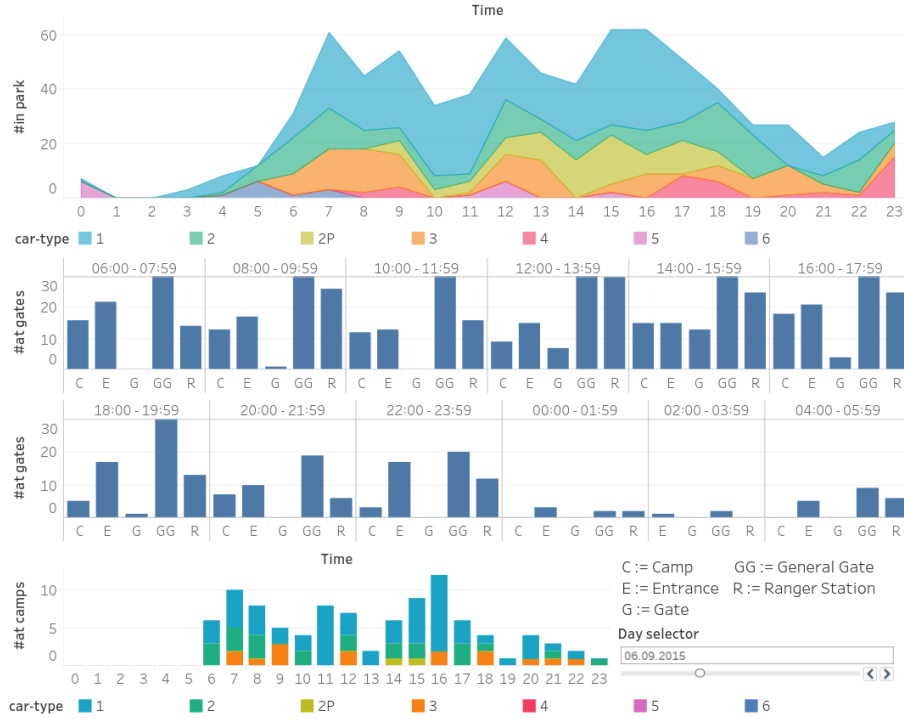 Time
#in park
60
40
20
0
0 1 2 3 4 5 6 7 8 9 10 11 12 13 14 15 16 17 18 19 20 21 22 23
car-type 1 2 2P 3 4 5 6
06:00 - 07:59 08:00 - 09:59 10:00 - 11:59 12:00 - 13:59 14:00 - 15:59 16:00 - 17:59
#at gates
30
20
10
0
C E G GG R C E G GG R C E G GG R C E G GG R C E G GG R C E G GG R
18:00 - 19:59 20:00 - 21:59 22:00 - 23:59 00:00 - 01:59 02:00 - 03:59 04:00 - 05:59
#at gates
30
20
10
0
C E G GG R C E G GG R C E G GG R C E G GG R C E G GG R C E G GG R
Time
#at camps
10
5
0
0 1 2 3 4 5 6 7 8 9 10 11 12 13 14 15 16 17 18 19 20 21 22 23
C := Camp GG := General Gate
E := Entrance R := Ranger Station
G := Gate
Day selector
06.09.2015
car-type 1 2 2P 3 4 5 6